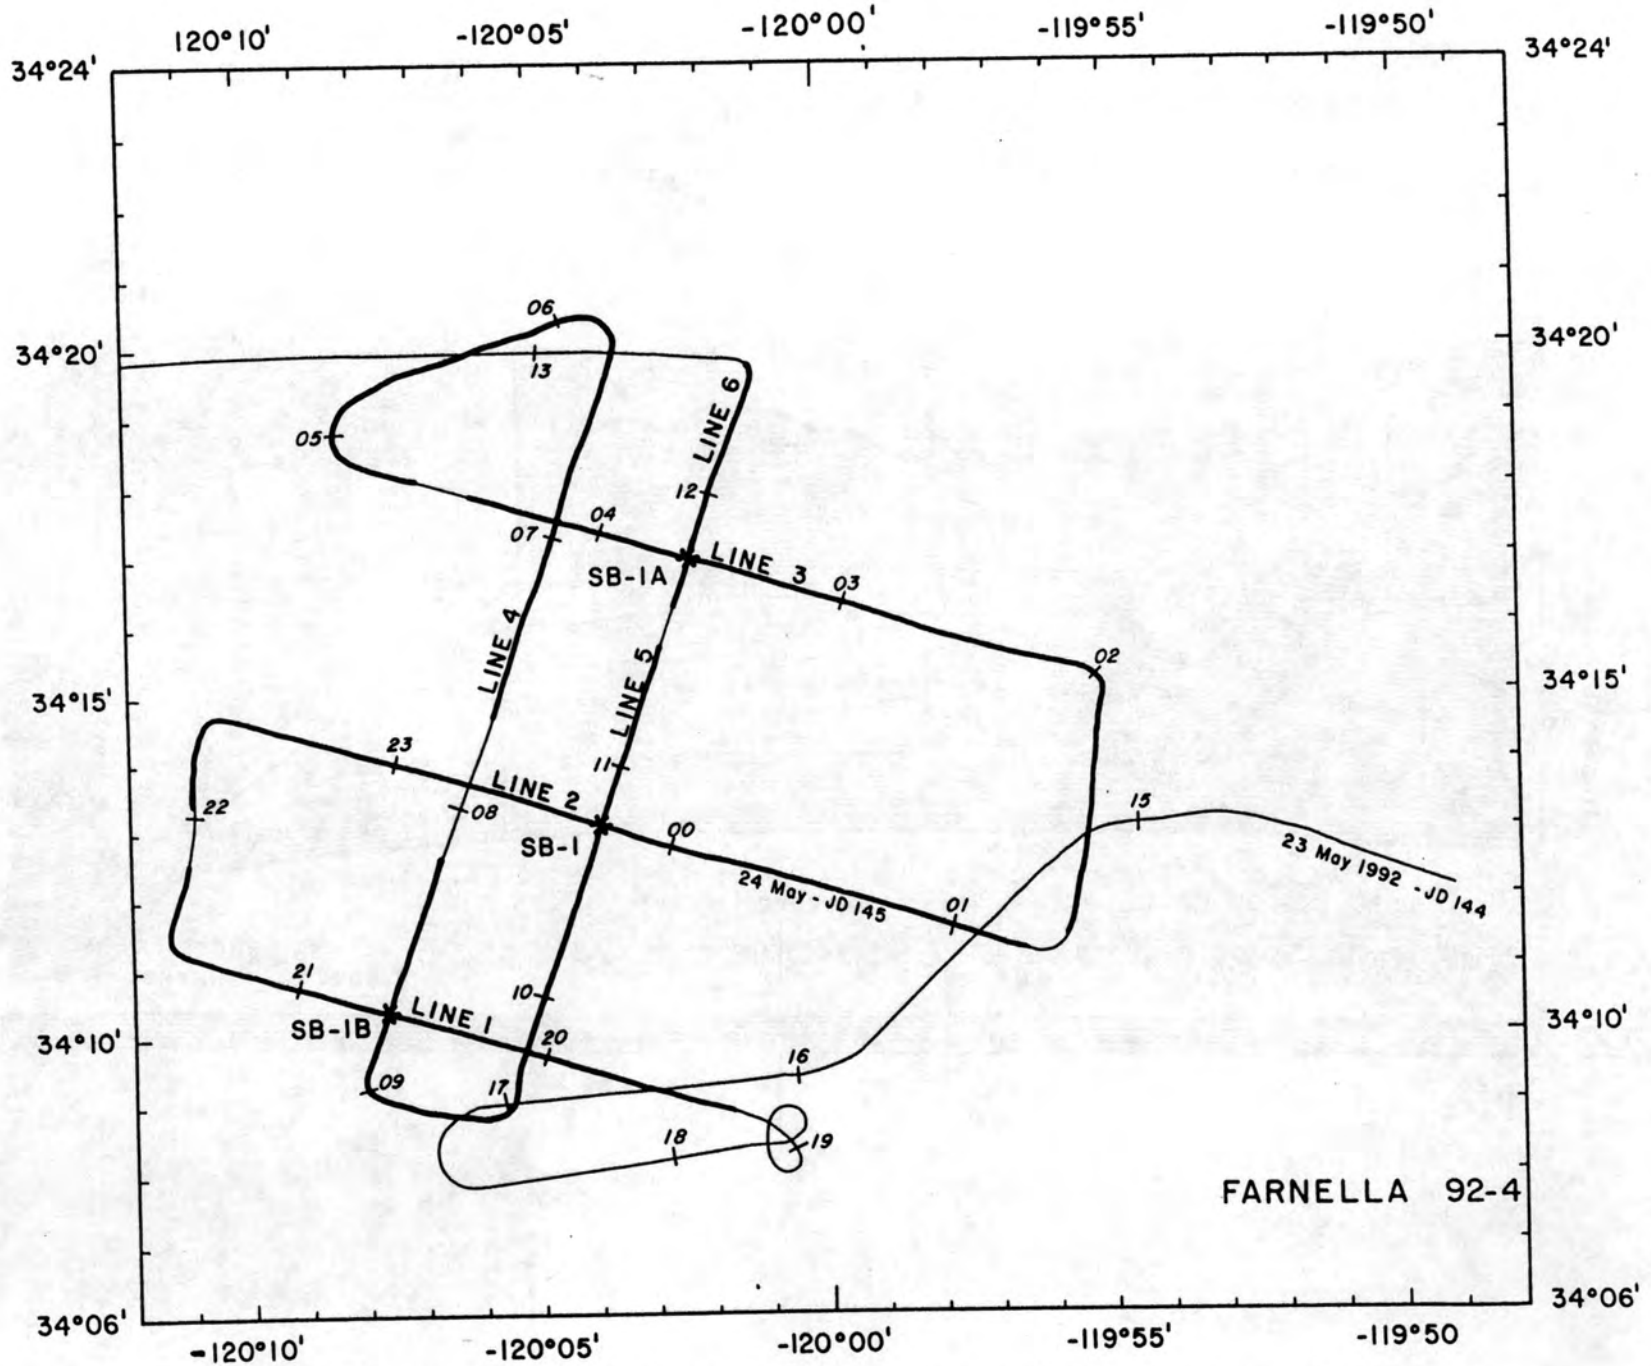 120°10' -120°05' -120°00' -119°55' -119°50'
34°24' 34°24'
06
34°20' 34°20'
13
LINE 6
05
12
04
07
LINE 3
SB-1A
03
LINE 4
02
LINE 5
34°15' 34°15'
23
11
LINE 2
15
22
08
00
SB-1
23 May 1992 - JD 144
24 May - JD 145
01
21
10
LINE 1
SB-1B
20
34°10' 34°10'
16
09
17
18
19
FARNELLA 92-4
34°06' 34°06'
-120°10' -120°05' -120°00' -119°55' -119°50'